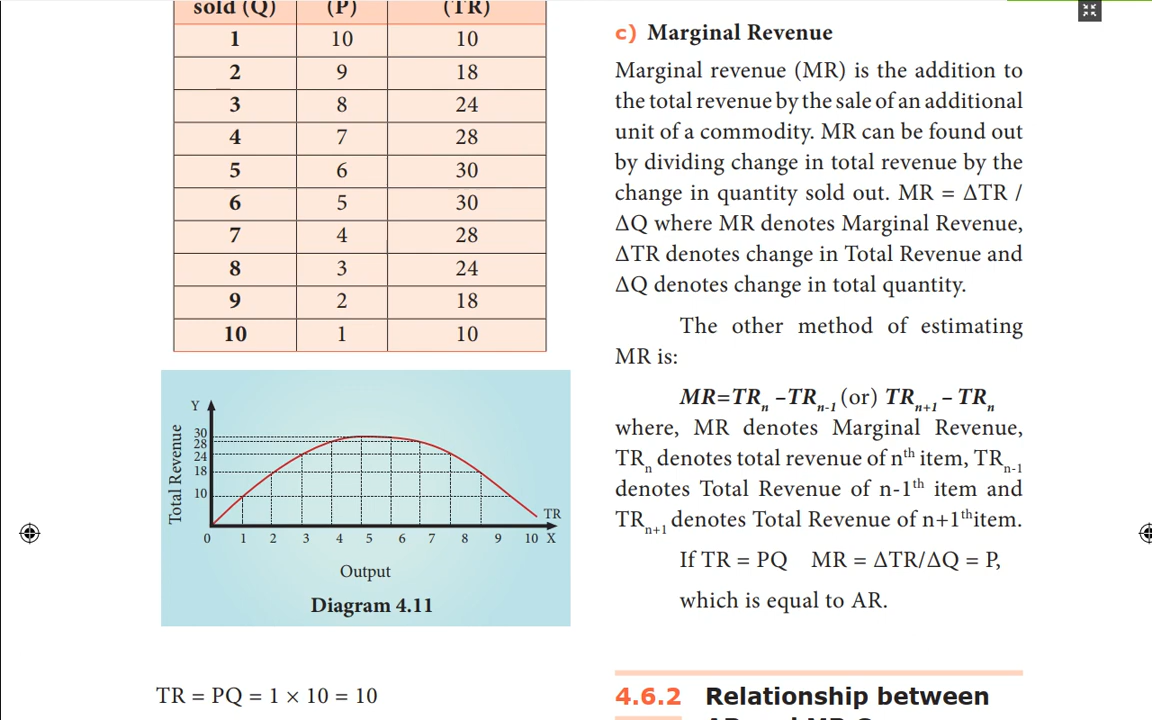 sold (Q) (P) (TR)
1 10 10
2 9 18
3 8 24
4 7 28
5 6 30
6 5 30
7 4 28
8 3 24
9 2 18
10 1 10
Y
30
28
24
18
10
Total Revenue
TR
0 1 2 3 4 5 6 7 8 9 10 X
Output
Diagram 4.11
TR = PQ = 1 × 10 = 10
c) Marginal Revenue
Marginal revenue (MR) is the addition to
the total revenue by the sale of an additional
unit of a commodity. MR can be found out
by dividing change in total revenue by the
change in quantity sold out. MR = ΔTR /
ΔQ where MR denotes Marginal Revenue,
ΔTR denotes change in Total Revenue and
ΔQ denotes change in total quantity.
The other method of estimating
MR is:
MR=TRn –TRn-1 (or) TRn+1 – TRn
where, MR denotes Marginal Revenue,
TRn denotes total revenue of nth item, TRn-1
denotes Total Revenue of n-1th item and
TRn+1 denotes Total Revenue of n+1th item.
If TR = PQ MR = ΔTR/ΔQ = P,
which is equal to AR.
4.6.2 Relationship between